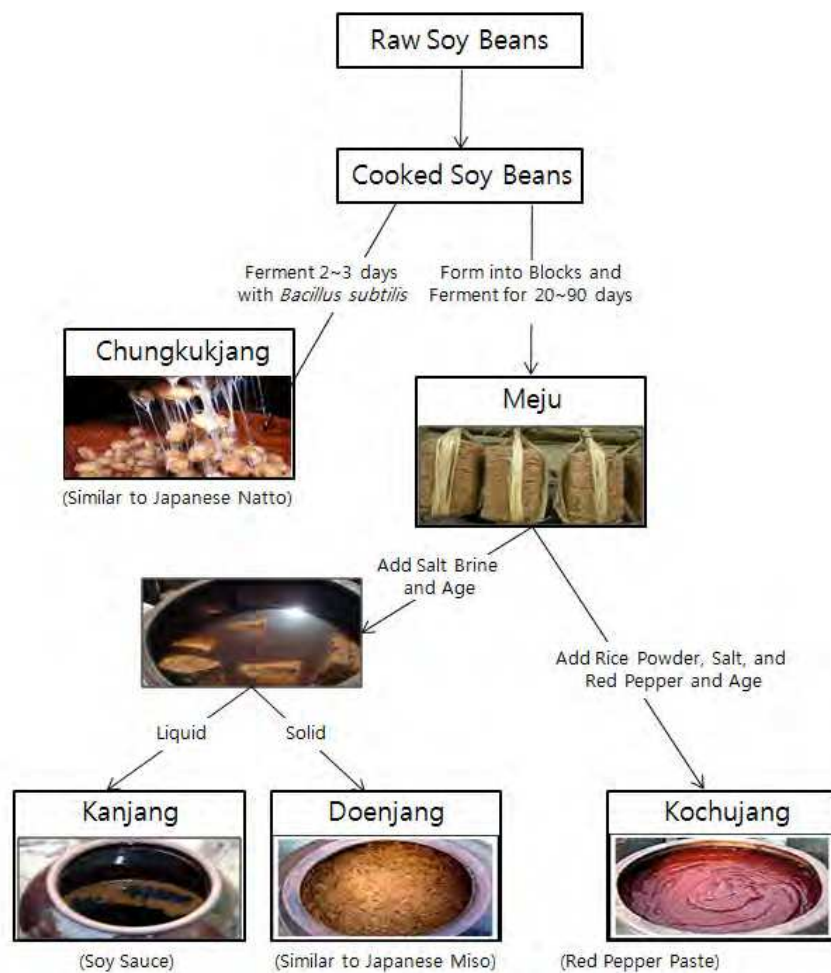 Raw Soy Beans
Cooked Soy Beans
Ferment 2~3 days
with Bacillus subtilis
Form into Blocks and
Ferment for 20~90 days
Chungkukjang
(Similar to Japanese Natto)
Meju
Add Salt Brine
and Age
Add Rice Powder, Salt, and
Red Pepper and Age
Liquid
Solid
Kanjang
(Soy Sauce)
Doenjang
(Similar to Japanese Miso)
Kochujang
(Red Pepper Paste)